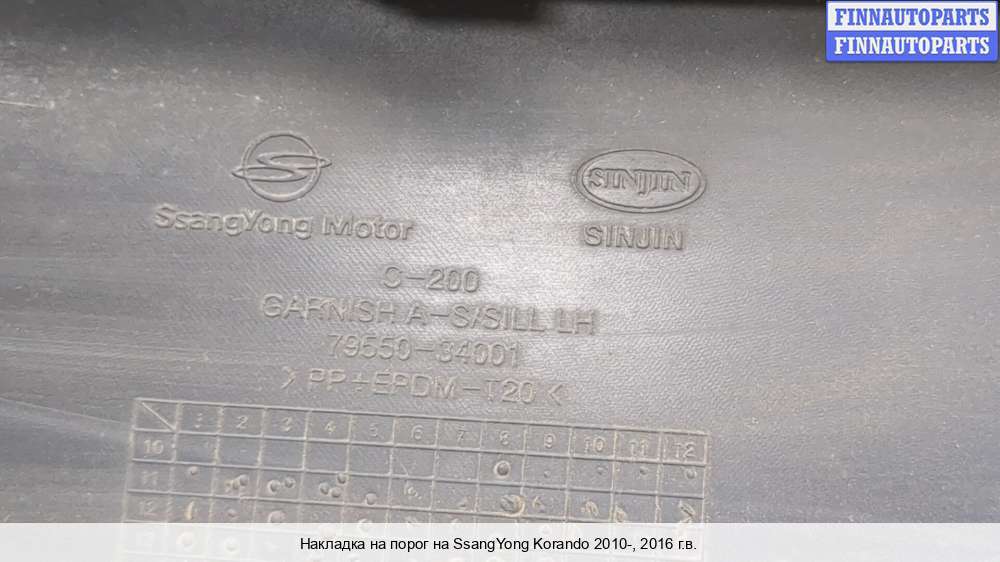 FINNAUTOPARTS
FINNAUTOPARTS
SINJIN
SsangYong Motor
SINJIN
C-200
GARNISH A-S/SILL LH
79550-34001
>PP+EPDM-T20<
1 2 3 4 5 6 7 8 9 10 11 12
10
11
12
13
Накладка на порог на SsangYong Korando 2010-, 2016 г.в.